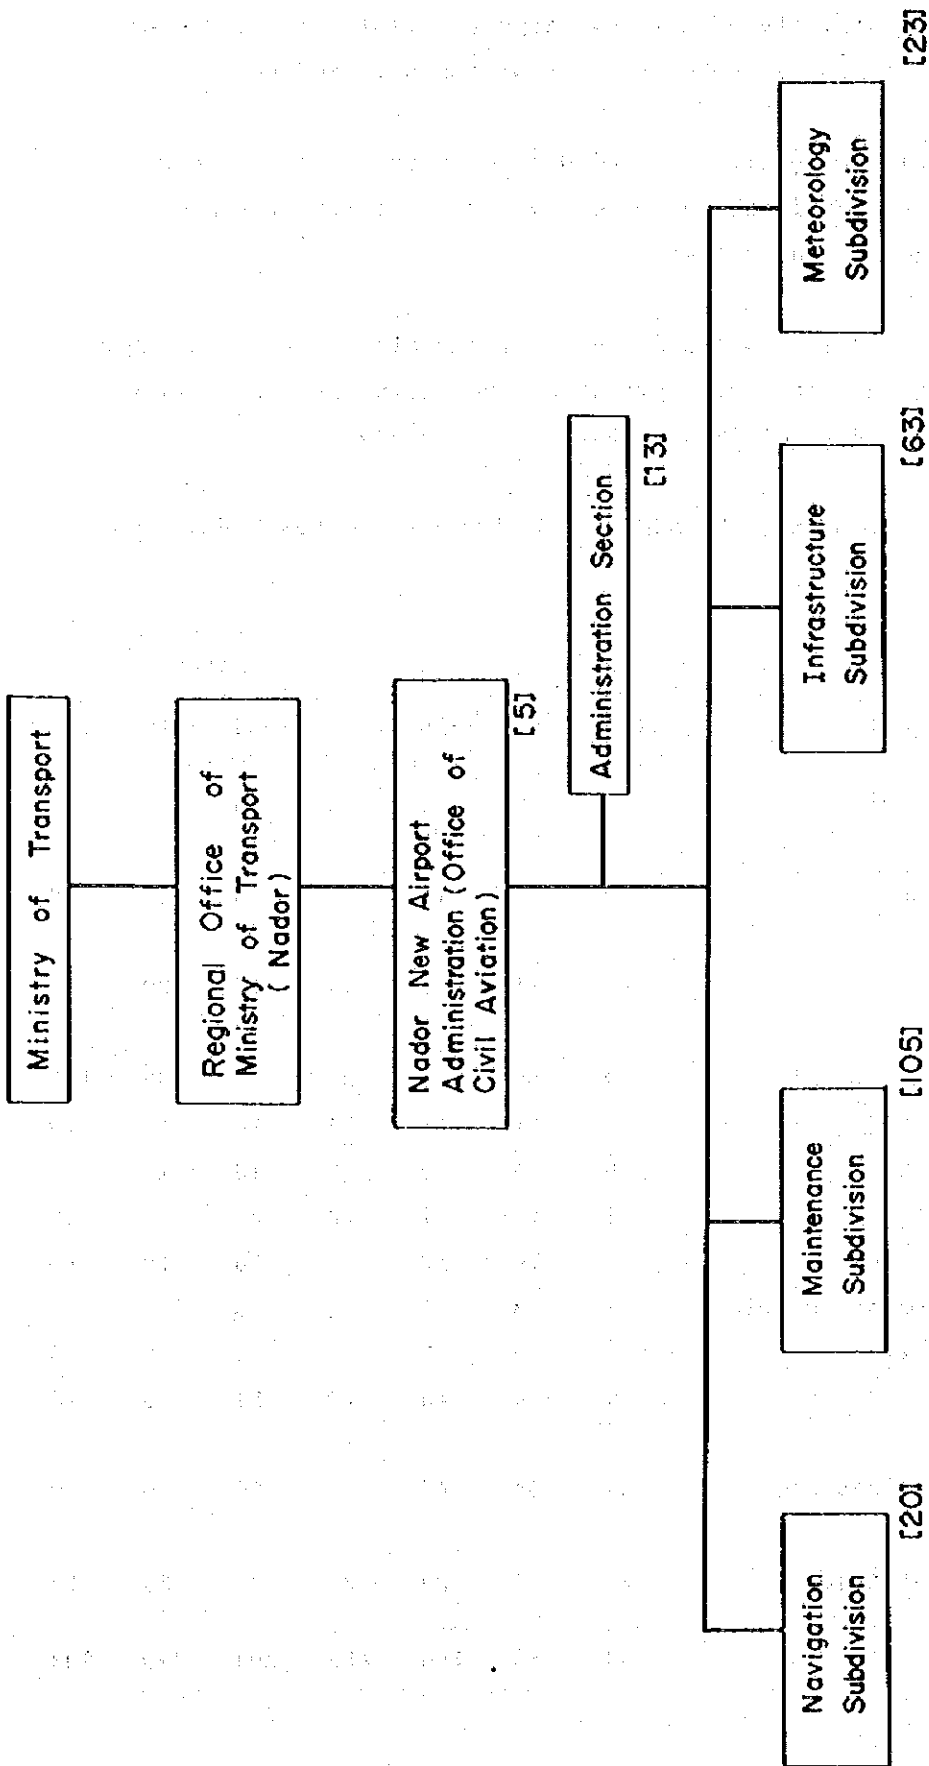 Ministry of Transport
Regional Office of
Ministry of Transport
( Nador)
Nador New Airport
Administration (Office of
Civil Aviation)
[5]
Administration Section
[13]
Navigation
Subdivision
[20]
Maintenance
Subdivision
[105]
Infrastructure
Subdivision
[63]
Meteorology
Subdivision
[23]